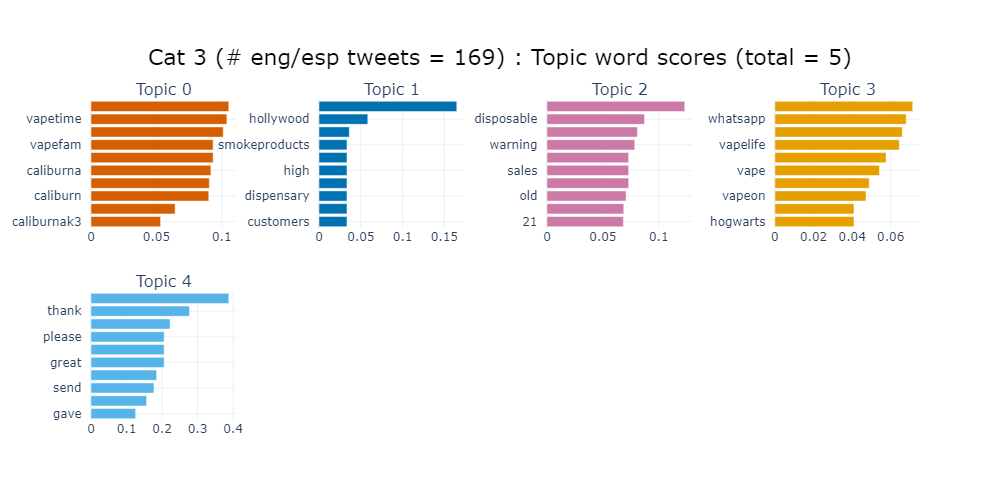 Cat 3 (# eng/esp tweets = 169) : Topic word scores (total = 5)
Topic 0
vapetime
vapefam
caliburna
caliburn
caliburnak3
0 0.05 0.1
Topic 1
hollywood
smokeproducts
high
dispensary
customers
0 0.05 0.1 0.15
Topic 2
disposable
warning
sales
old
21
0 0.05 0.1
Topic 3
whatsapp
vapelife
vape
vapeon
hogwarts
0 0.02 0.04 0.06
Topic 4
thank
please
great
send
gave
0 0.1 0.2 0.3 0.4